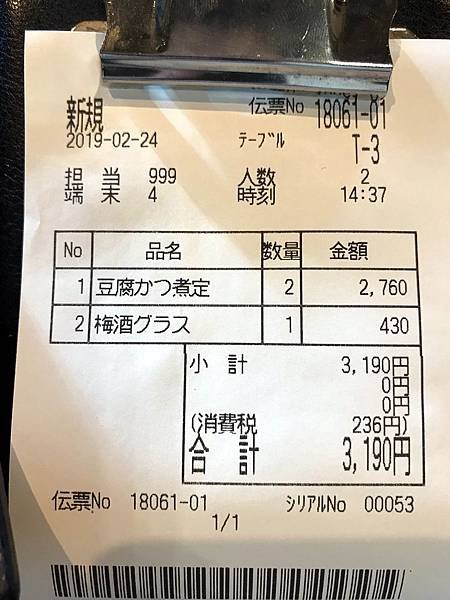 新規 伝票No 18061-01
2019-02-24 テーブル T-3
担当 999 人数 2
端末 4 時刻 14:37
No 品名 数量 金額
1 豆腐かつ煮定 2 2,760
2 梅酒グラス 1 430
小計 3,190円
0円
0円
(消費税 236円)
合計 3,190円
伝票No 18061-01 シリアルNo 00053
1/1